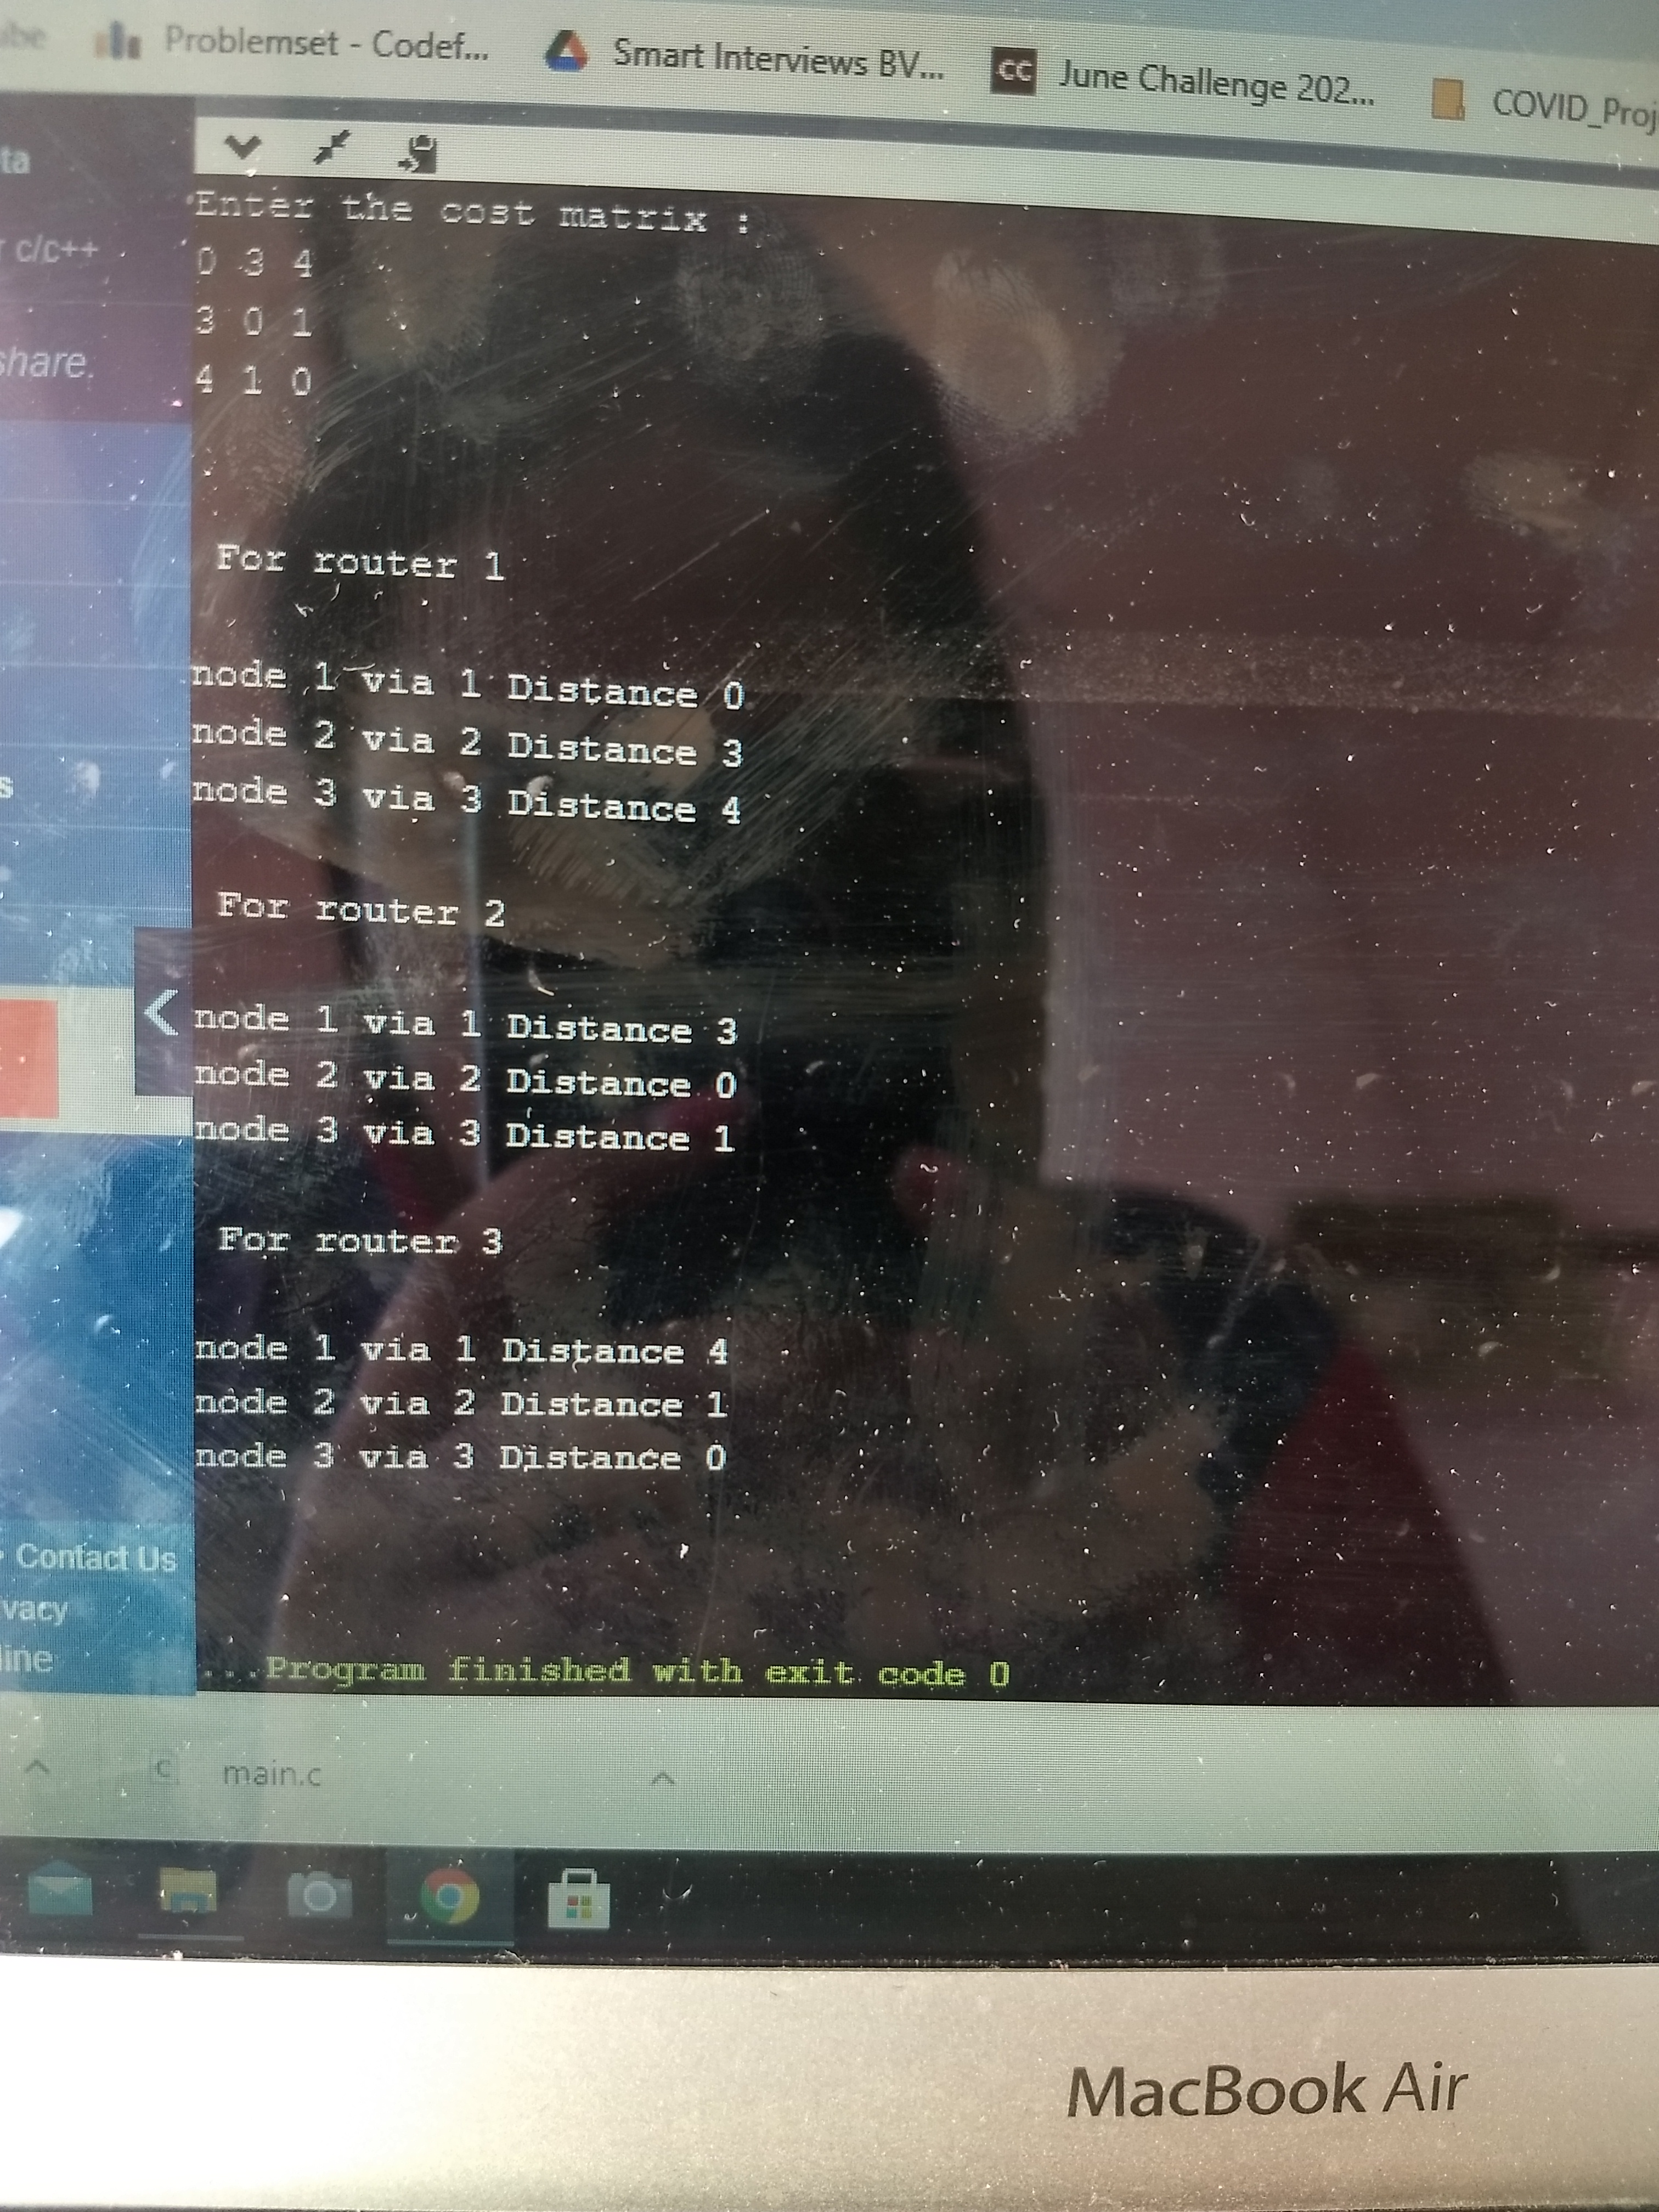 Problemset - Codef...
Smart Interviews BV...
CC
June Challenge 202...
COVID_Proj
ta
c/c++
share.
Enter the cost matrix :
0 3 4
3 0 1
4 1 0
For router 1
node 1 via 1 Distance 0
node 2 via 2 Distance 3
node 3 via 3 Distance 4
s
For router 2
node 1 via 1 Distance 3
node 2 via 2 Distance 0
node 3 via 3 Distance 1
For router 3
node 1 via 1 Distance 4
node 2 via 2 Distance 1
node 3 via 3 Distance 0
Contact Us
vacy
line
...Program finished with exit code 0
C
main.c
MacBook Air